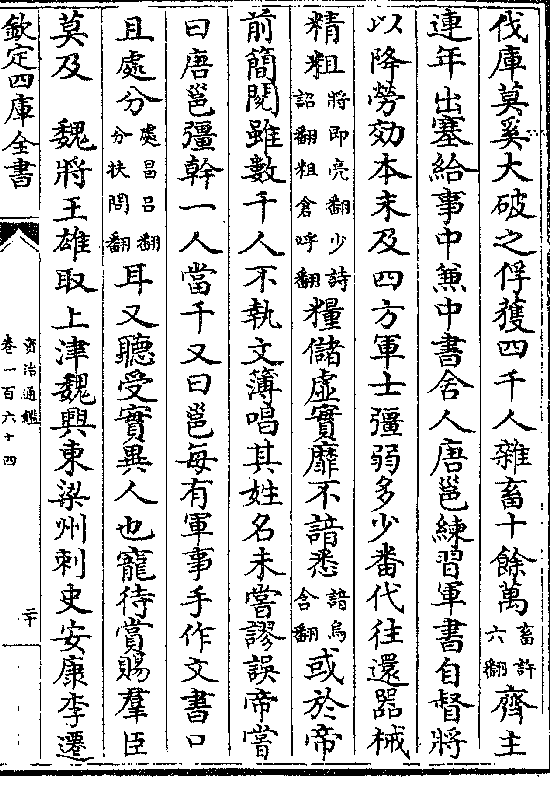 伐庫莫奚大破之俘獲四千人雜畜十餘萬畜許六翻齊主
連年出塞給事中兼中書舍人唐邕練習軍書自督將
以降勞効本末及四方軍士彊弱多少番代往還器械
精粗將即亮翻少詩詔翻粗倉呼翻糧儲虛實靡不諳悉諳烏含翻或於帝
前簡閱雖數千人不執文簿唱其姓名未嘗謬誤帝嘗
曰唐邕彊幹一人當千又曰邕每有軍事手作文書口
且處分處昌呂翻分扶問翻耳又聽受實異人也寵待賞賜羣臣
莫及　魏將王雄取上津魏興東梁州刺史安康李遷
欽定四庫全書
資治通鑑
卷一百六十四
二十